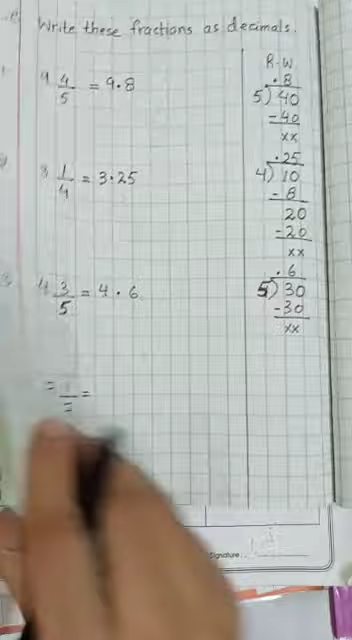 Write these fractions as decimals.
R.W
9 4/5 = 9.8
.8
5) 40
-40
xx
3 1/4 = 3.25
.25
4) 10
- 8
20
-20
xx
4 3/5 = 4.6
.6
5) 30
-30
xx
=
Signature